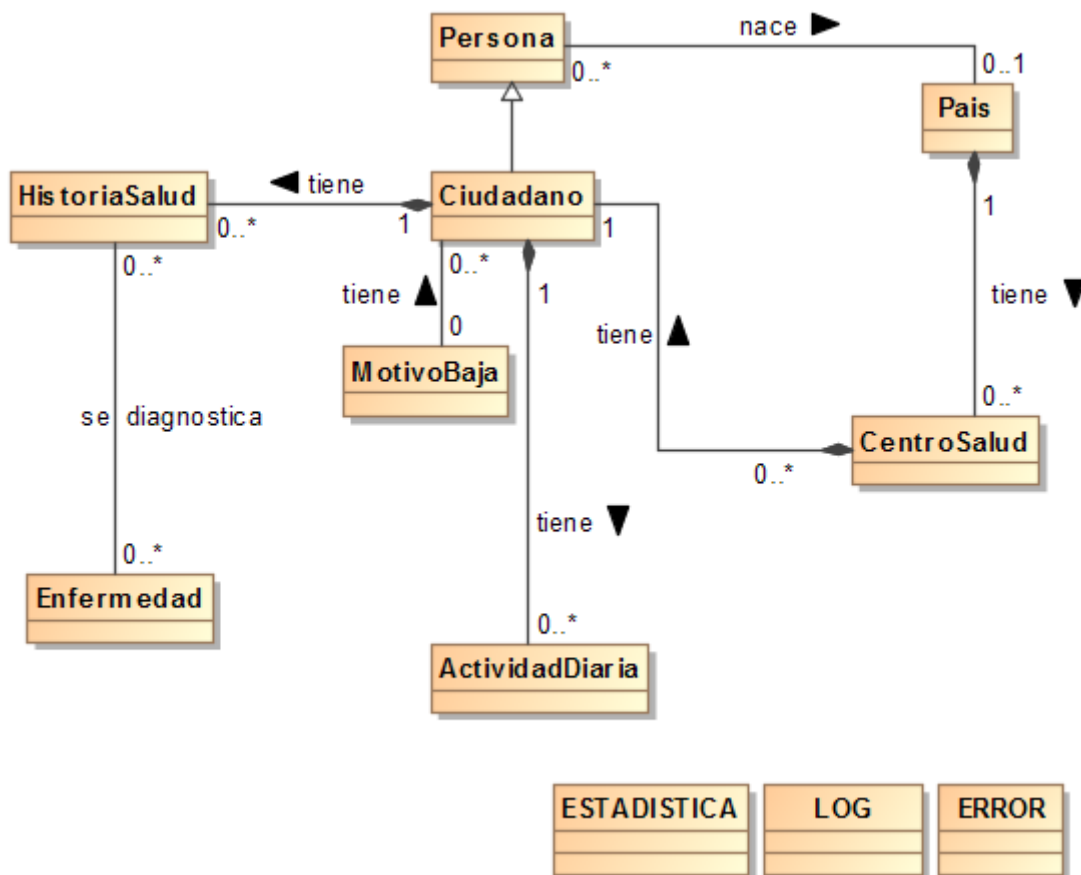 Persona
nace
0..*
0..1
Pais
HistoriaSalud
tiene
Ciudadano
0..*
1
1
1
0..*
0..*
1
tiene
tiene
tiene
0
MotivoBaja
se diagnostica
0..*
CentroSalud
0..*
tiene
0..*
0..*
Enfermedad
ActividadDiaria
ESTADISTICA
LOG
ERROR